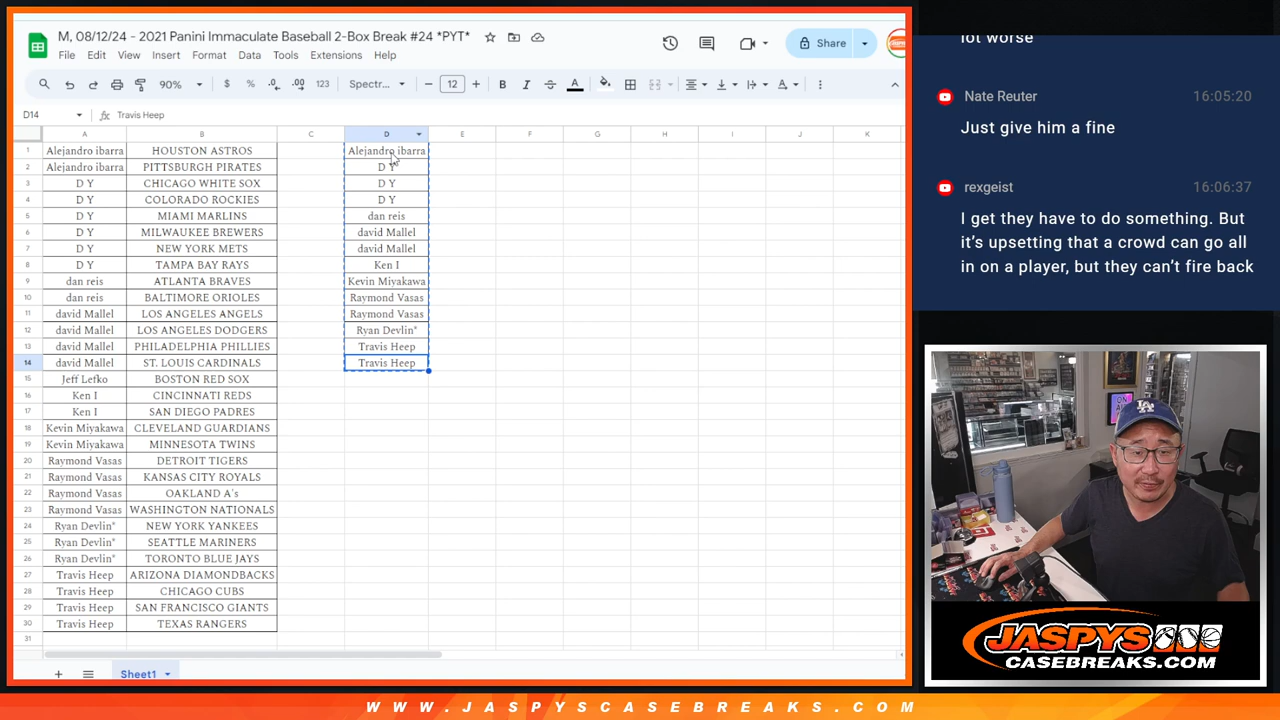 M, 08/12/24 - 2021 Panini Immaculate Baseball 2-Box Break #24 *PYT*
File Edit View Insert Format Data Tools Extensions Help
Share
90% $ % .0 .00 123 Spectr... 12 B I A
D14 fx Travis Heep
A B C D E F G H I J K
1 Alejandro ibarra HOUSTON ASTROS Alejandro ibarra
2 Alejandro ibarra PITTSBURGH PIRATES D Y
3 D Y CHICAGO WHITE SOX D Y
4 D Y COLORADO ROCKIES D Y
5 D Y MIAMI MARLINS dan reis
6 D Y MILWAUKEE BREWERS david Mallel
7 D Y NEW YORK METS david Mallel
8 D Y TAMPA BAY RAYS Ken I
9 dan reis ATLANTA BRAVES Kevin Miyakawa
10 dan reis BALTIMORE ORIOLES Raymond Vasas
11 david Mallel LOS ANGELES ANGELS Raymond Vasas
12 david Mallel LOS ANGELES DODGERS Ryan Devlin*
13 david Mallel PHILADELPHIA PHILLIES Travis Heep
14 david Mallel ST. LOUIS CARDINALS Travis Heep
15 Jeff Lefko BOSTON RED SOX
16 Ken I CINCINNATI REDS
17 Ken I SAN DIEGO PADRES
18 Kevin Miyakawa CLEVELAND GUARDIANS
19 Kevin Miyakawa MINNESOTA TWINS
20 Raymond Vasas DETROIT TIGERS
21 Raymond Vasas KANSAS CITY ROYALS
22 Raymond Vasas OAKLAND A's
23 Raymond Vasas WASHINGTON NATIONALS
24 Ryan Devlin* NEW YORK YANKEES
25 Ryan Devlin* SEATTLE MARINERS
26 Ryan Devlin* TORONTO BLUE JAYS
27 Travis Heep ARIZONA DIAMONDBACKS
28 Travis Heep CHICAGO CUBS
29 Travis Heep SAN FRANCISCO GIANTS
30 Travis Heep TEXAS RANGERS
31
Sheet1
lot worse
Nate Reuter 16:05:20
Just give him a fine
rexgeist 16:06:37
I get they have to do something. But
it's upsetting that a crowd can go all
in on a player, but they can't fire back
ON
LA
JASPYS
CASEBREAKS.COM
WWW.JASPYSCASEBREAKS.COM